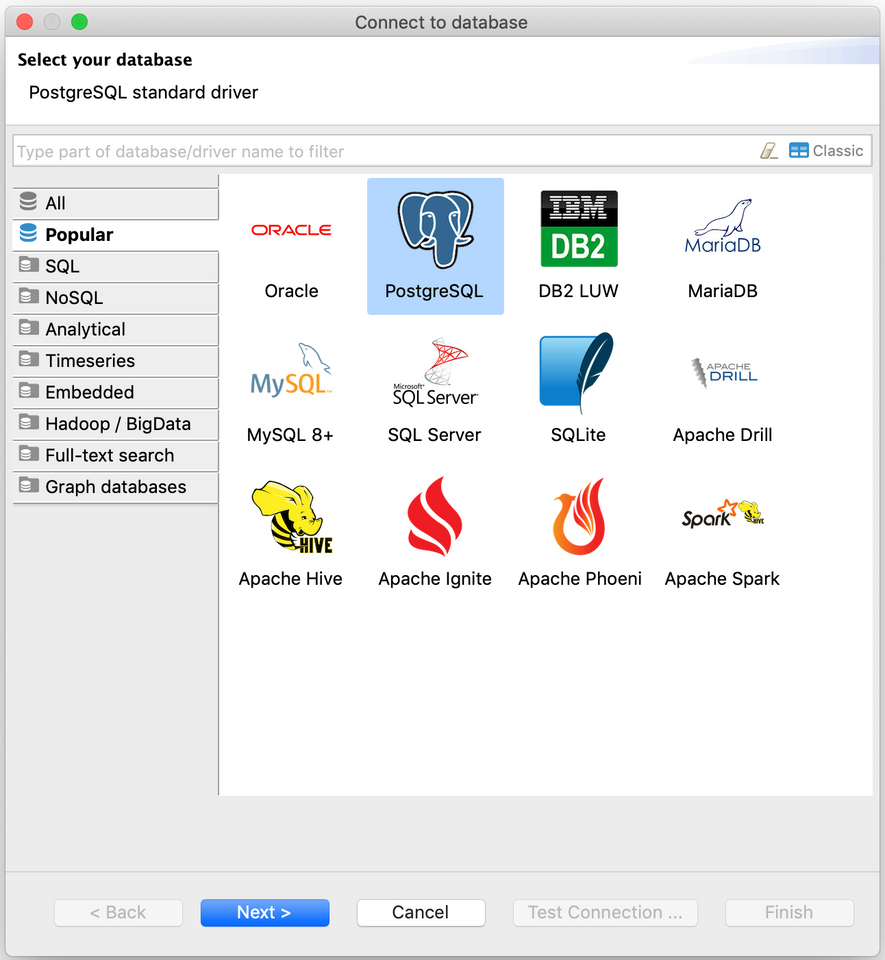 Connect to database
Select your database
PostgreSQL standard driver
Type part of database/driver name to filter
Classic
All
Popular
SQL
NoSQL
Analytical
Timeseries
Embedded
Hadoop / BigData
Full-text search
Graph databases
ORACLE
Oracle
PostgreSQL
IBM
DB2
DB2 LUW
MariaDB
MariaDB
MySQL
MySQL 8+
Microsoft
SQL Server
SQL Server
SQLite
APACHE
DRILL
Apache Drill
HIVE
Apache Hive
Apache Ignite
Apache Phoeni
Spark
HIVE
Apache Spark
< Back
Next >
Cancel
Test Connection ...
Finish